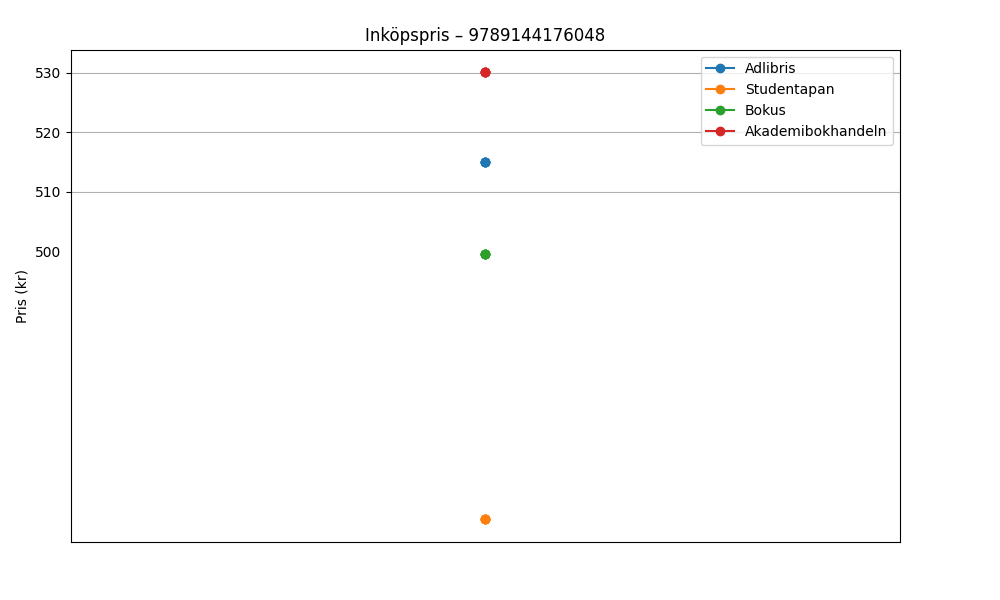 Inköpspris – 9789144176048
530
520
510
500
Pris (kr)
Adlibris
Studentapan
Bokus
Akademibokhandeln